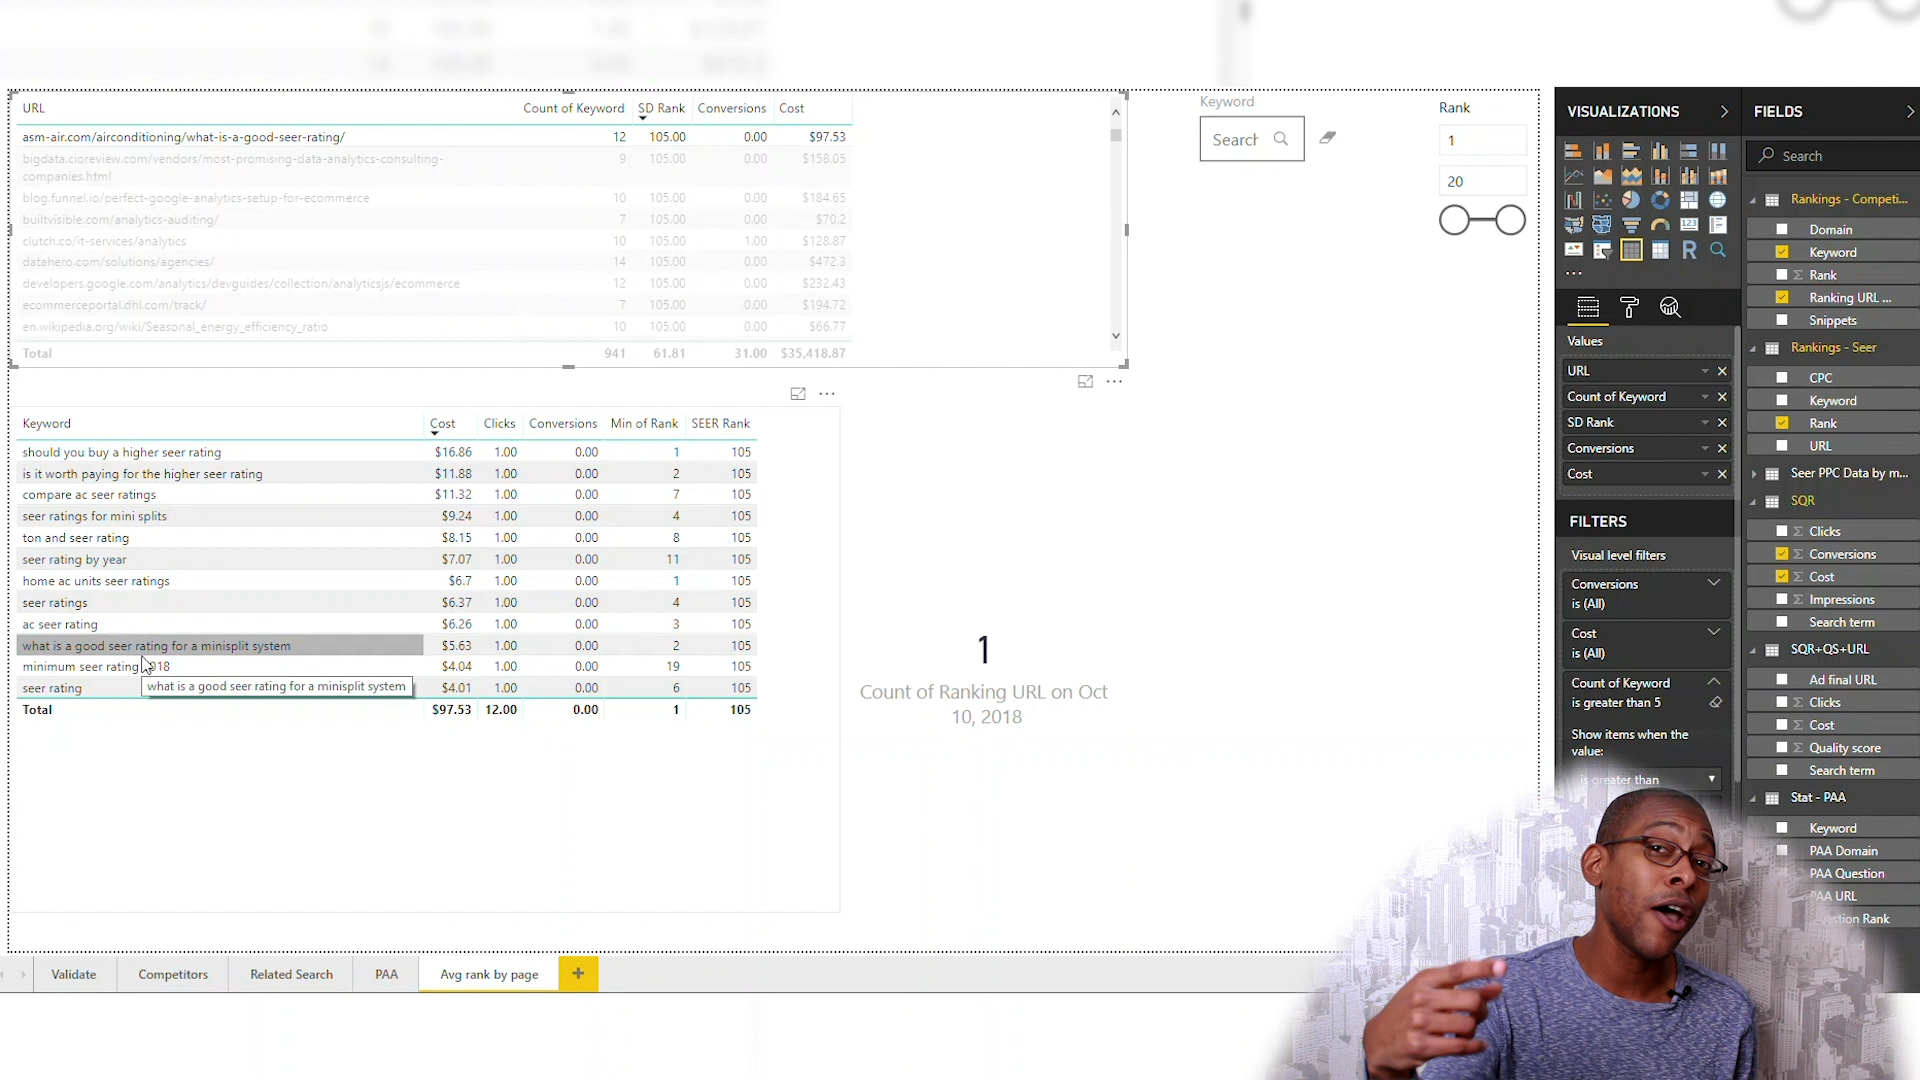 URL Count of Keyword SD Rank Conversions Cost
asm-air.com/airconditioning/what-is-a-good-seer-rating/ 12 105.00 0.00 $97.53
bigdata.cioreview.com/vendors/most-promising-data-analytics-consulting- 9 105.00 0.00 $158.05
companies.html
blog.funnel.io/perfect-google-analytics-setup-for-ecommerce 10 105.00 0.00 $184.65
builtvisible.com/analytics-auditing/ 7 105.00 0.00 $70.2
clutch.co/it-services/analytics 10 105.00 1.00 $128.87
datahero.com/solutions/agencies/ 14 105.00 0.00 $472.3
developers.google.com/analytics/devguides/collection/analyticsjs/ecommerce 12 105.00 0.00 $232.43
ecommerceportal.dhl.com/track/ 7 105.00 0.00 $194.72
en.wikipedia.org/wiki/Seasonal_energy_efficiency_ratio 10 105.00 0.00 $66.77
Total 941 61.81 31.00 $35,418.87
Keyword
Search
Rank
1
20
Keyword Cost Clicks Conversions Min of Rank SEER Rank
should you buy a higher seer rating $16.86 1.00 0.00 1 105
is it worth paying for the higher seer rating $11.88 1.00 0.00 2 105
compare ac seer ratings $11.32 1.00 0.00 7 105
seer ratings for mini splits $9.24 1.00 0.00 4 105
ton and seer rating $8.15 1.00 0.00 8 105
seer rating by year $7.07 1.00 0.00 11 105
home ac units seer ratings $6.7 1.00 0.00 1 105
seer ratings $6.37 1.00 0.00 4 105
ac seer rating $6.26 1.00 0.00 3 105
what is a good seer rating for a minisplit system $5.63 1.00 0.00 2 105
minimum seer rating 018 $4.04 1.00 0.00 19 105
seer rating $4.01 1.00 0.00 6 105
what is a good seer rating for a minisplit system
Total $97.53 12.00 0.00 1 105
1
Count of Ranking URL on Oct
10, 2018
Validate Competitors Related Search PAA Avg rank by page +
VISUALIZATIONS
123
R
Values
URL
Count of Keyword
SD Rank
Conversions
Cost
FILTERS
Visual level filters
Conversions
is (All)
Cost
is (All)
Count of Keyword
is greater than 5
Show items when the
value:
is greater than
FIELDS
Search
Rankings - Competi...
Domain
Keyword
Rank
Ranking URL ...
Snippets
Rankings - Seer
CPC
Keyword
Rank
URL
Seer PPC Data by m...
SQR
Clicks
Conversions
Cost
Impressions
Search term
SQR+QS+URL
Ad final URL
Clicks
Cost
Quality score
Search term
Stat - PAA
Keyword
PAA Domain
PAA Question
PAA URL
Rank